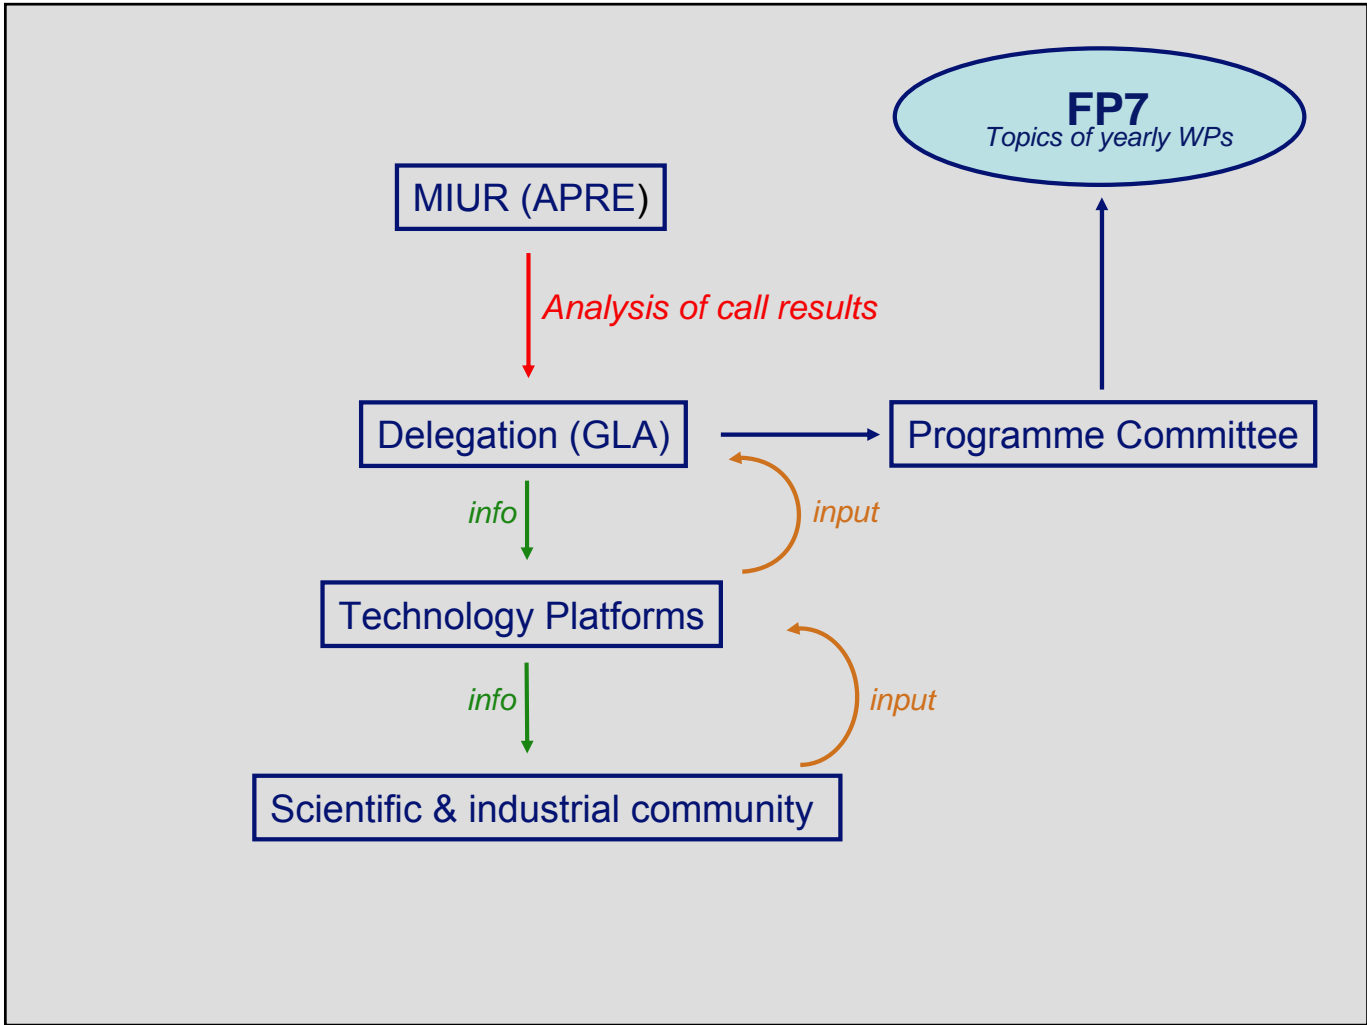 FP7
Topics of yearly WPs
MIUR (APRE)
Analysis of call results
Delegation (GLA)
Programme Committee
info
input
Technology Platforms
info
input
Scientific & industrial community